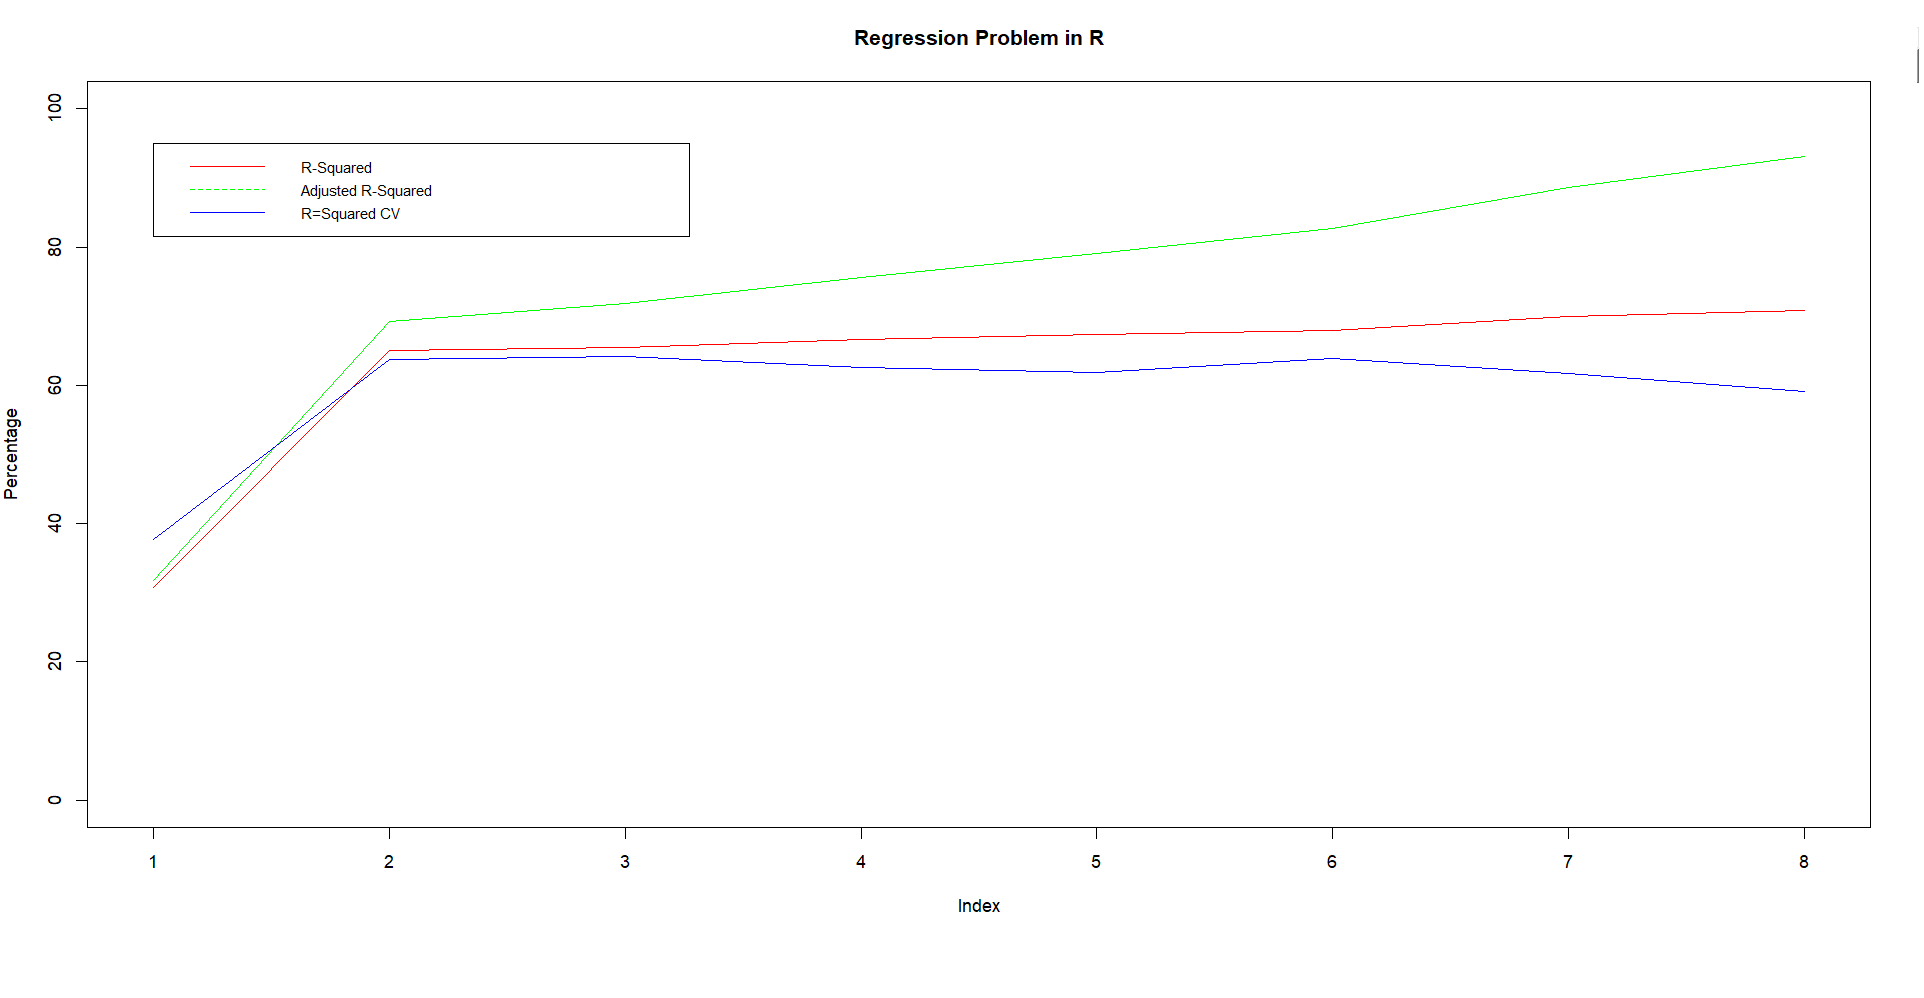 Regression Problem in R
Percentage
100
80
60
40
20
0
R-Squared
Adjusted R-Squared
R=Squared CV
1 2 3 4 5 6 7 8
Index